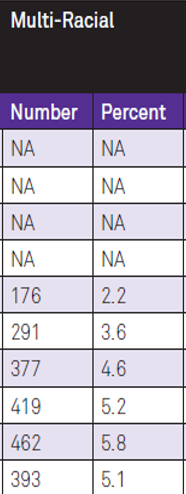 Multi-Racial
Number Percent
NA NA
NA NA
NA NA
NA NA
176 2.2
291 3.6
377 4.6
419 5.2
462 5.8
393 5.1